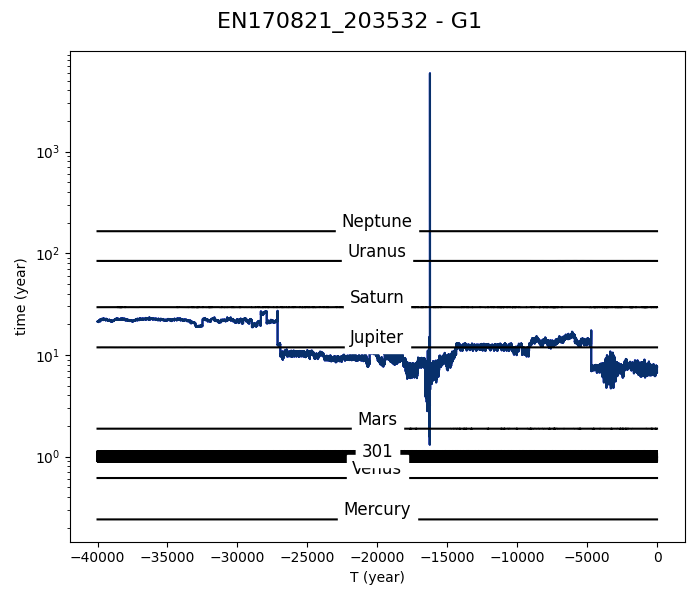 EN170821_203532 - G1
time (year)
10³
10²
10¹
10⁰
Neptune
Uranus
Saturn
Jupiter
Mars
301
Venus
Mercury
−40000 −35000 −30000 −25000 −20000 −15000 −10000 −5000 0
T (year)